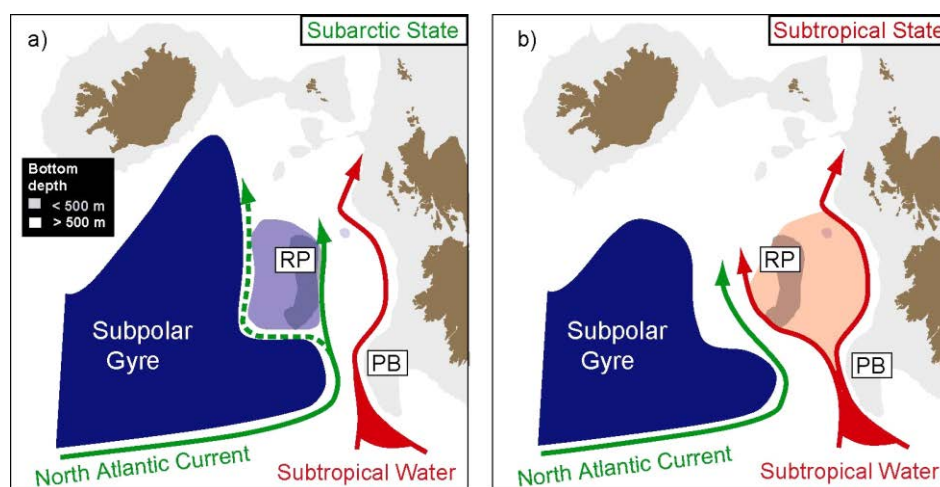 a)
Subarctic State
Bottom
depth
< 500 m
> 500 m
RP
Subpolar
Gyre
PB
North Atlantic Current
Subtropical Water
b)
Subtropical State
RP
Subpolar
Gyre
PB
North Atlantic Current
Subtropical Water